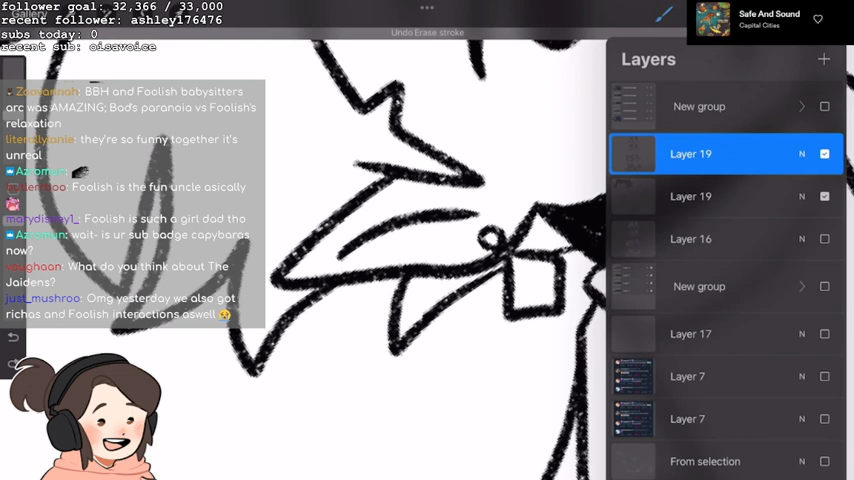 follower goal: 32,366 / 33,000
recent follower: ashley176476
subs today: 0
recent sub: oisavoice
Undo Erase stroke
Safe And Sound
Capital Cities
BBH and Foolish babysitters
arc was AMAZING; Bad's paranoia vs Foolish's
relaxation
they're so funny together it's
unreal
Azromun:
Foolish is the fun uncle asically
marydisney1_: Foolish is such a girl dad tho
Azromun: wait- is ur sub badge capybaras
now?
What do you think about The
Jaidens?
just_mushroo: Omg yesterday we also got
richas and Foolish interactions aswell
Layers
New group
Layer 19 N
Layer 19 N
Layer 16 N
New group
Layer 17 N
Layer 7 N
Layer 7 N
From selection N